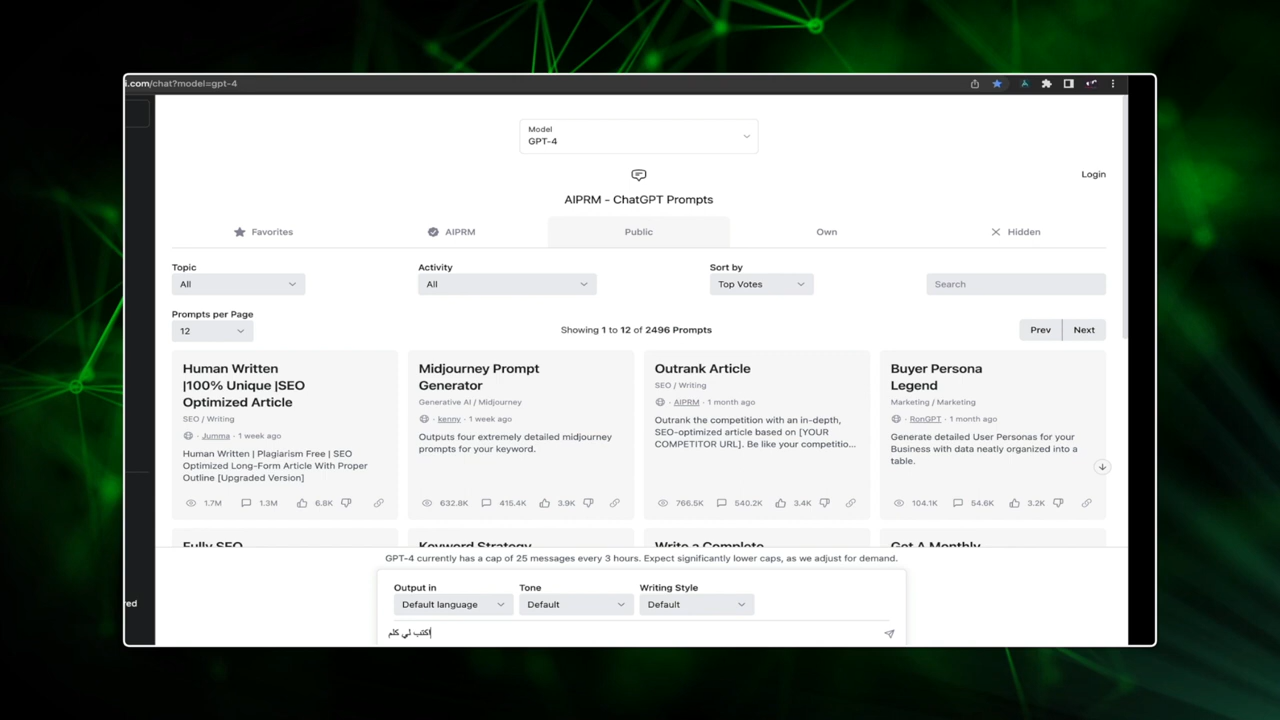 i.com/chat?model=gpt-4
Model
GPT-4
Login
AIPRM - ChatGPT Prompts
Favorites
AIPRM
Public
Own
Hidden
Topic
Activity
Sort by
All
All
Top Votes
Search
Prompts per Page
12
Showing 1 to 12 of 2496 Prompts
Prev
Next
Human Written
|100% Unique |SEO
Optimized Article
SEO / Writing
· Jumma · 1 week ago
Human Written | Plagiarism Free | SEO
Optimized Long-Form Article With Proper
Outline [Upgraded Version]
1.7M
1.3M
6.8K
Midjourney Prompt
Generator
Generative AI / Midjourney
· kenny · 1 week ago
Outputs four extremely detailed midjourney
prompts for your keyword.
632.8K
415.4K
3.9K
Outrank Article
SEO / Writing
· AIPRM · 1 month ago
Outrank the competition with an in-depth,
SEO-optimized article based on [YOUR
COMPETITOR URL]. Be like your competitio...
766.5K
540.2K
3.4K
Buyer Persona
Legend
Marketing / Marketing
· RonGPT · 1 month ago
Generate detailed User Personas for your
Business with data neatly organized into a
table.
104.1K
54.6K
3.2K
Fully SEO
Keyword Strategy
Write a Complete
Get A Monthly
GPT-4 currently has a cap of 25 messages every 3 hours. Expect significantly lower caps, as we adjust for demand.
Output in
Tone
Writing Style
Default language
Default
Default
red
اكتب لي كلم